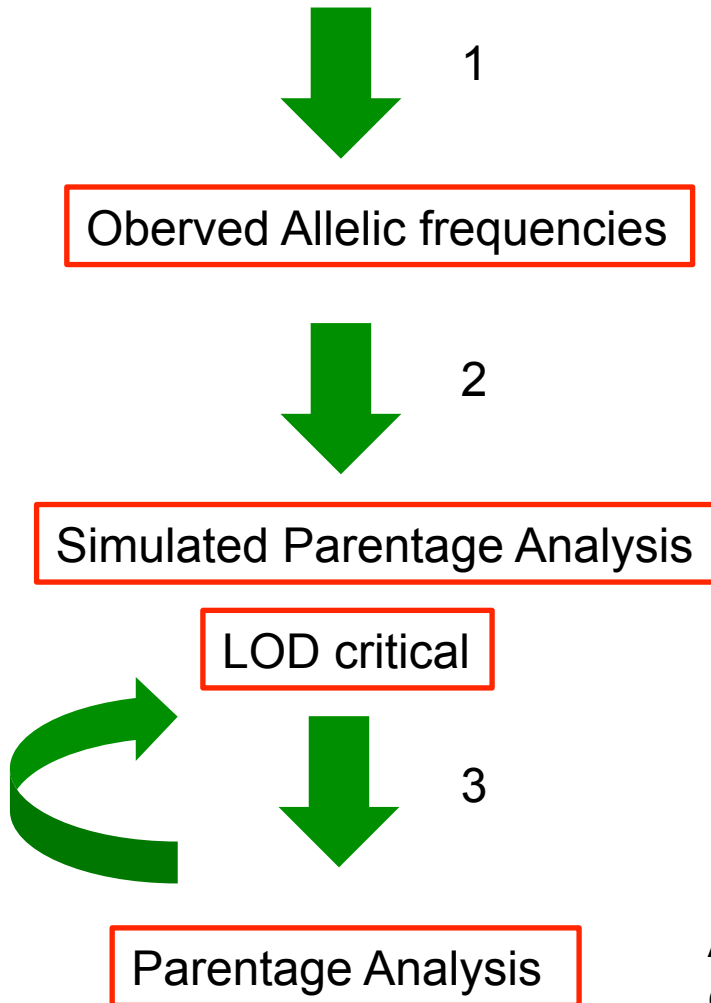 1
Oberved Allelic frequencies
2
Simulated Parentage Analysis
LOD critical
3
Parentage Analysis